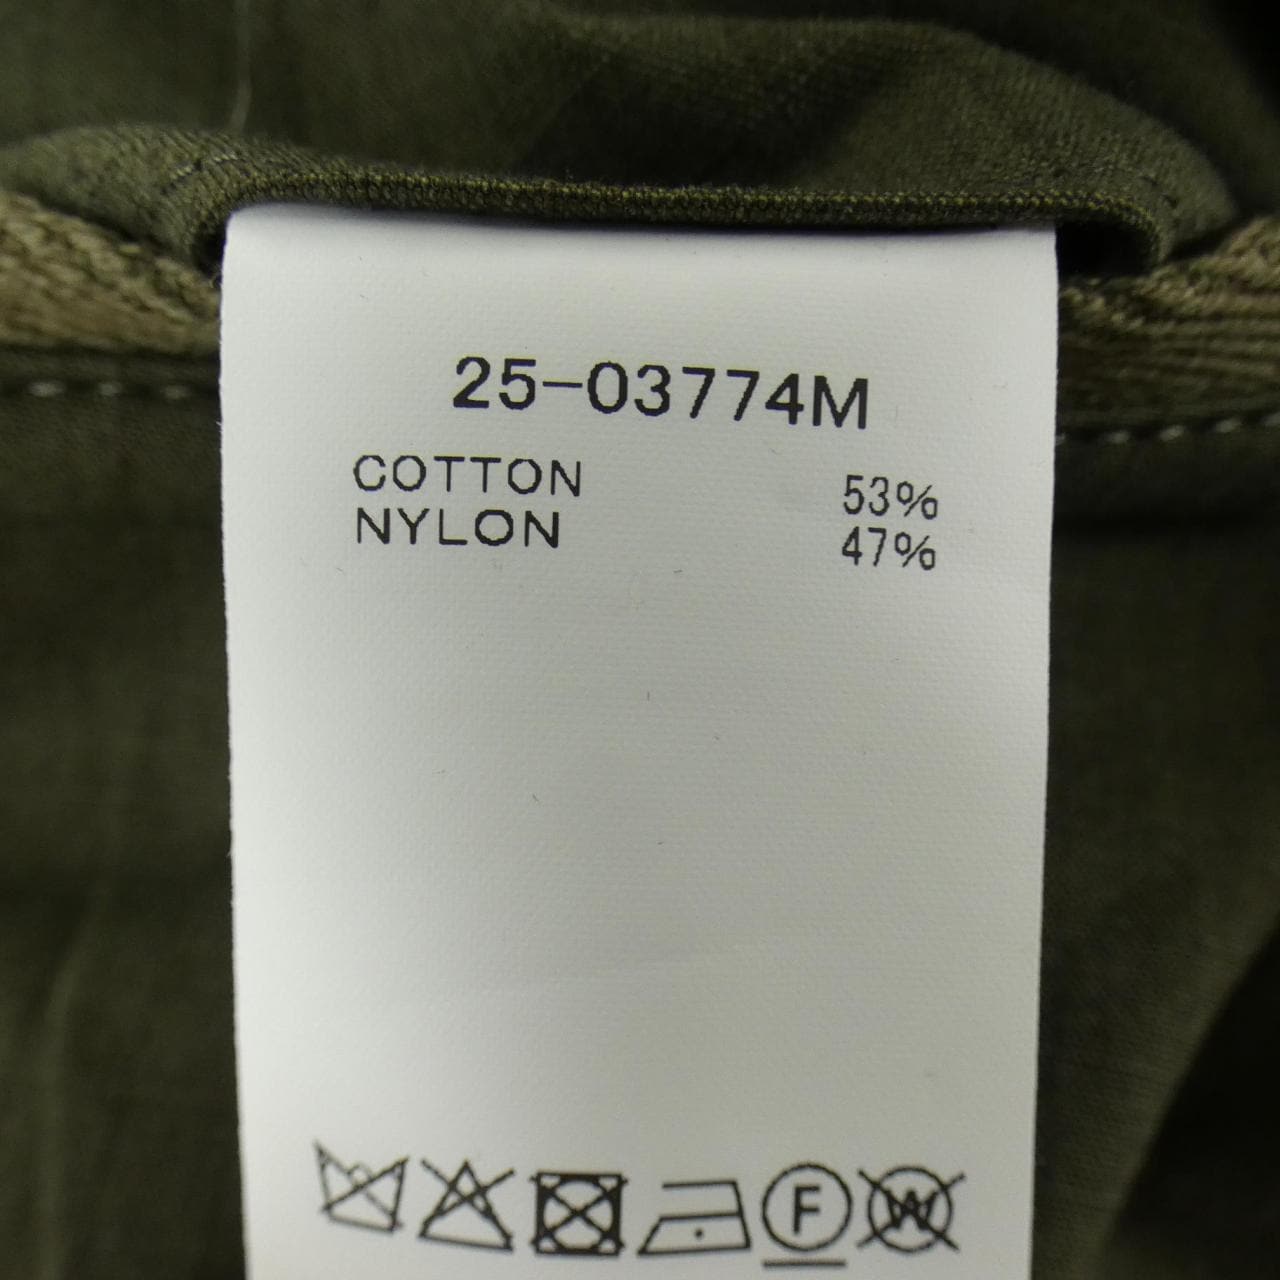 25-03774M
COTTON 53%
NYLON 47%
F W